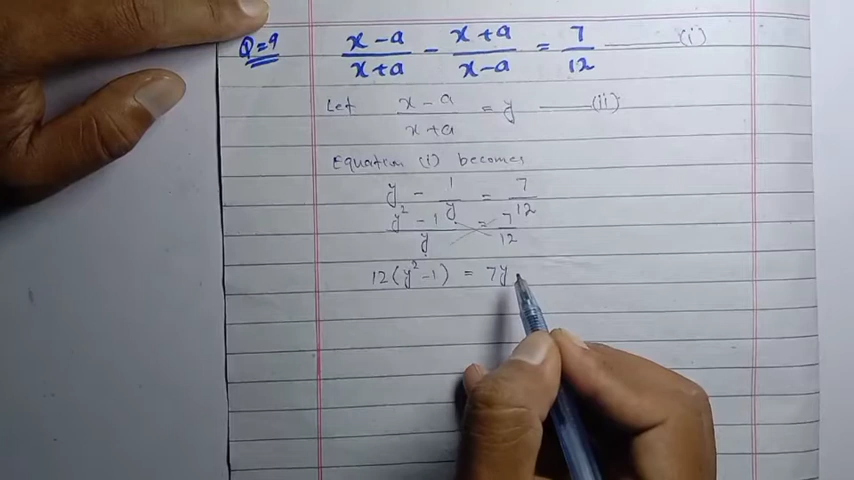 Q=9 (x-a)/(x+a) - (x+a)/(x-a) = 7/12 ——— (i)
Let (x-a)/(x+a) = y ——— (ii)
Equation (i) becomes
y - 1/y = 7/12
(y² - 1)/y = 7/12
12(y² - 1) = 7y